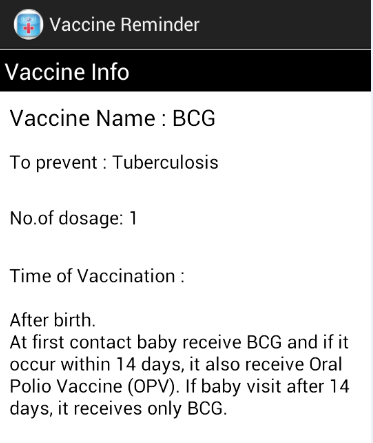 Vaccine Reminder
Vaccine Info
Vaccine Name : BCG
To prevent : Tuberculosis
No.of dosage: 1
Time of Vaccination :
After birth.
At first contact baby receive BCG and if it
occur within 14 days, it also receive Oral
Polio Vaccine (OPV). If baby visit after 14
days, it receives only BCG.